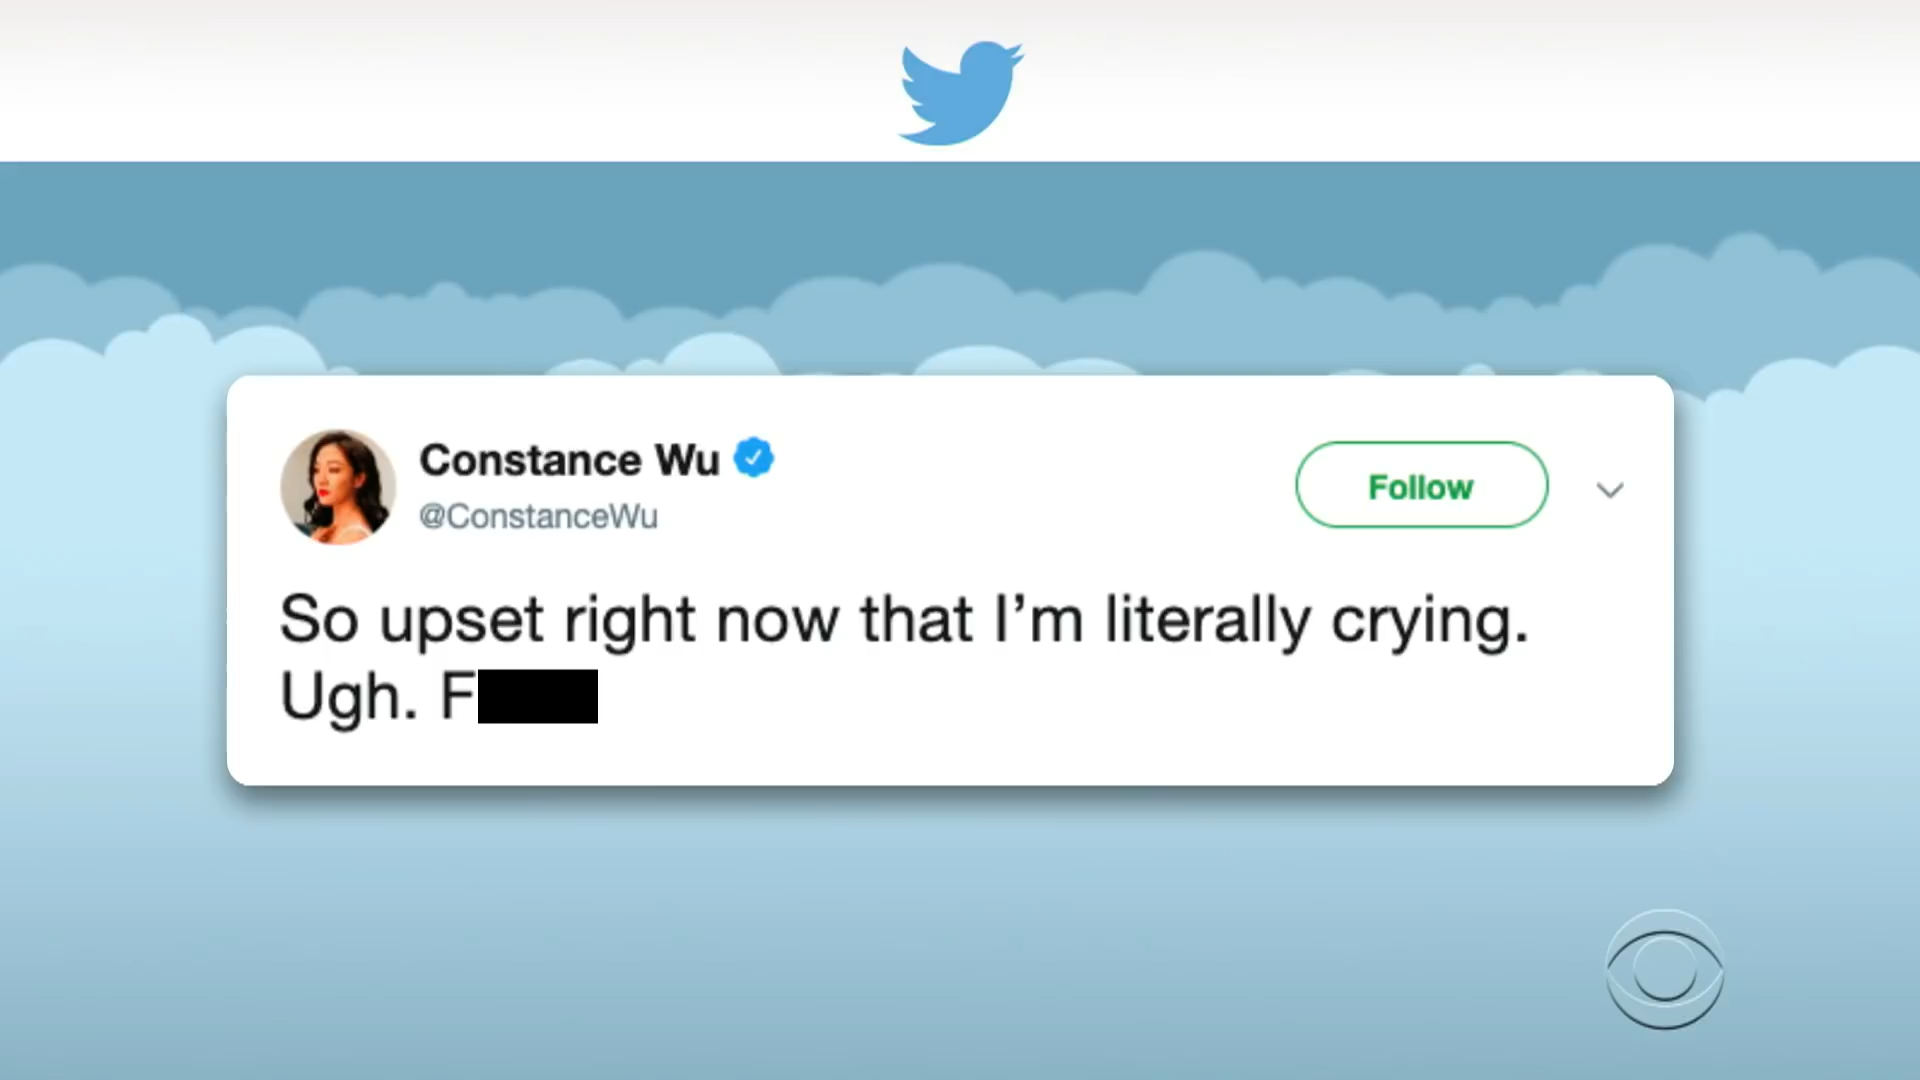 Constance Wu
@ConstanceWu
Follow
So upset right now that I’m literally crying.
Ugh. F